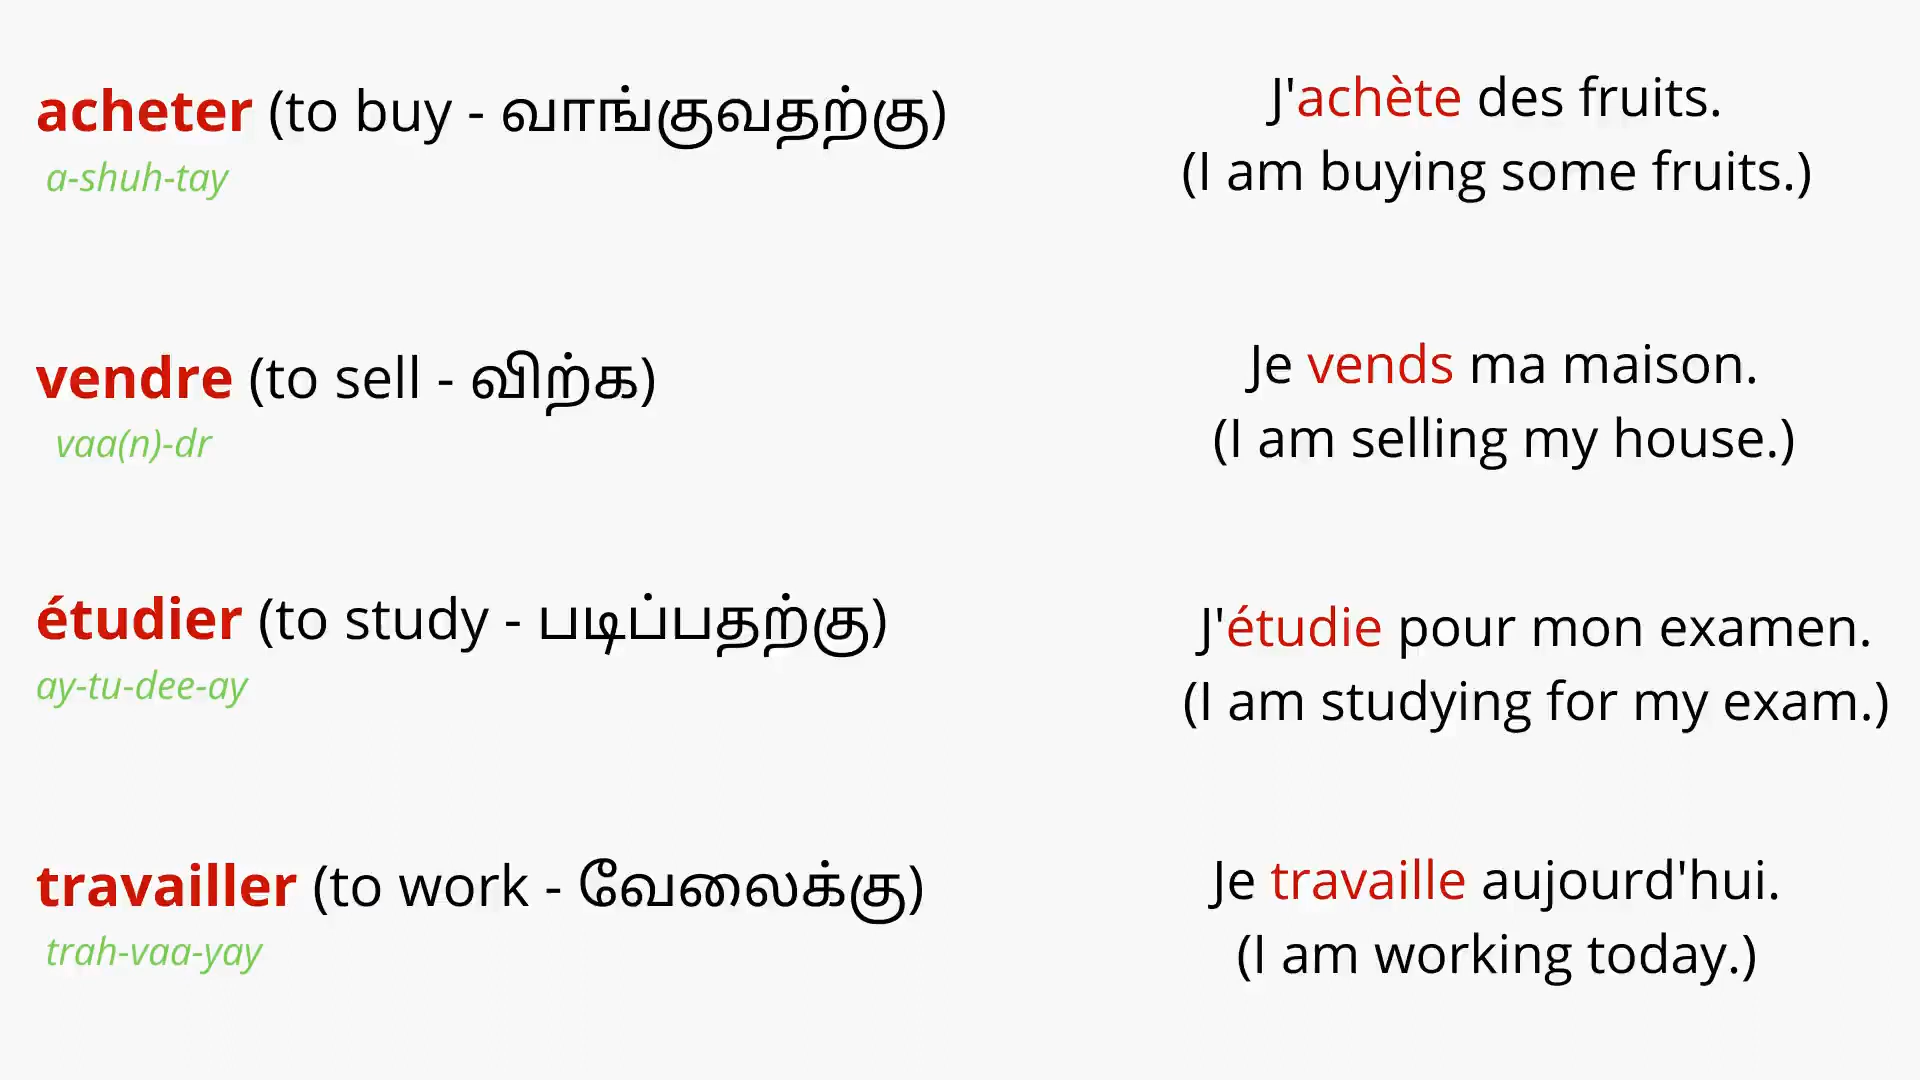 acheter (to buy - வாங்குவதற்கு)
a-shuh-tay
J'achète des fruits.
(I am buying some fruits.)
vendre (to sell - விற்க)
vaa(n)-dr
Je vends ma maison.
(I am selling my house.)
étudier (to study - படிப்பதற்கு)
ay-tu-dee-ay
J'étudie pour mon examen.
(I am studying for my exam.)
travailler (to work - வேலைக்கு)
trah-vaa-yay
Je travaille aujourd'hui.
(I am working today.)